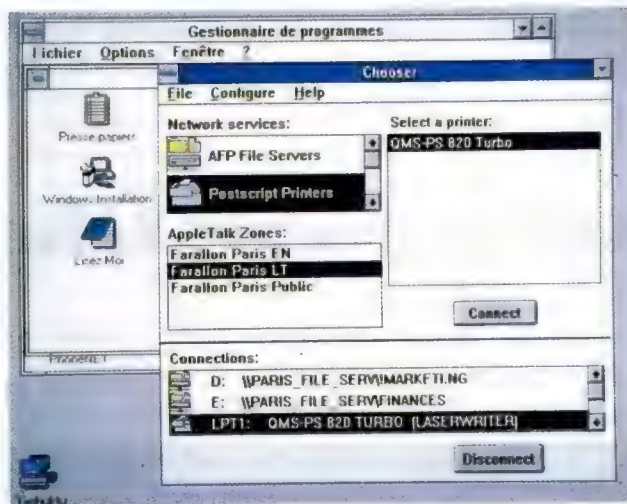 Gestionnaire de programmes
Fichier Options Fenêtre ?
Presse papiers
Windows Installation
Lisez Moi
Chooser
File Configure Help
Network services:
AFP File Servers
Postscript Printers
Select a printer:
QMS-PS 820 Turbo
AppleTalk Zones:
Farallon Paris EN
Farallon Paris LT
Farallon Paris Public
Connect
Connections:
D: \\PARIS_FILE_SERV\!MARKETI.NG
E: \\PARIS_FILE_SERV\FINANCES
LPT1: QMS-PS 820 TURBO (LASERWRITER)
Disconnect